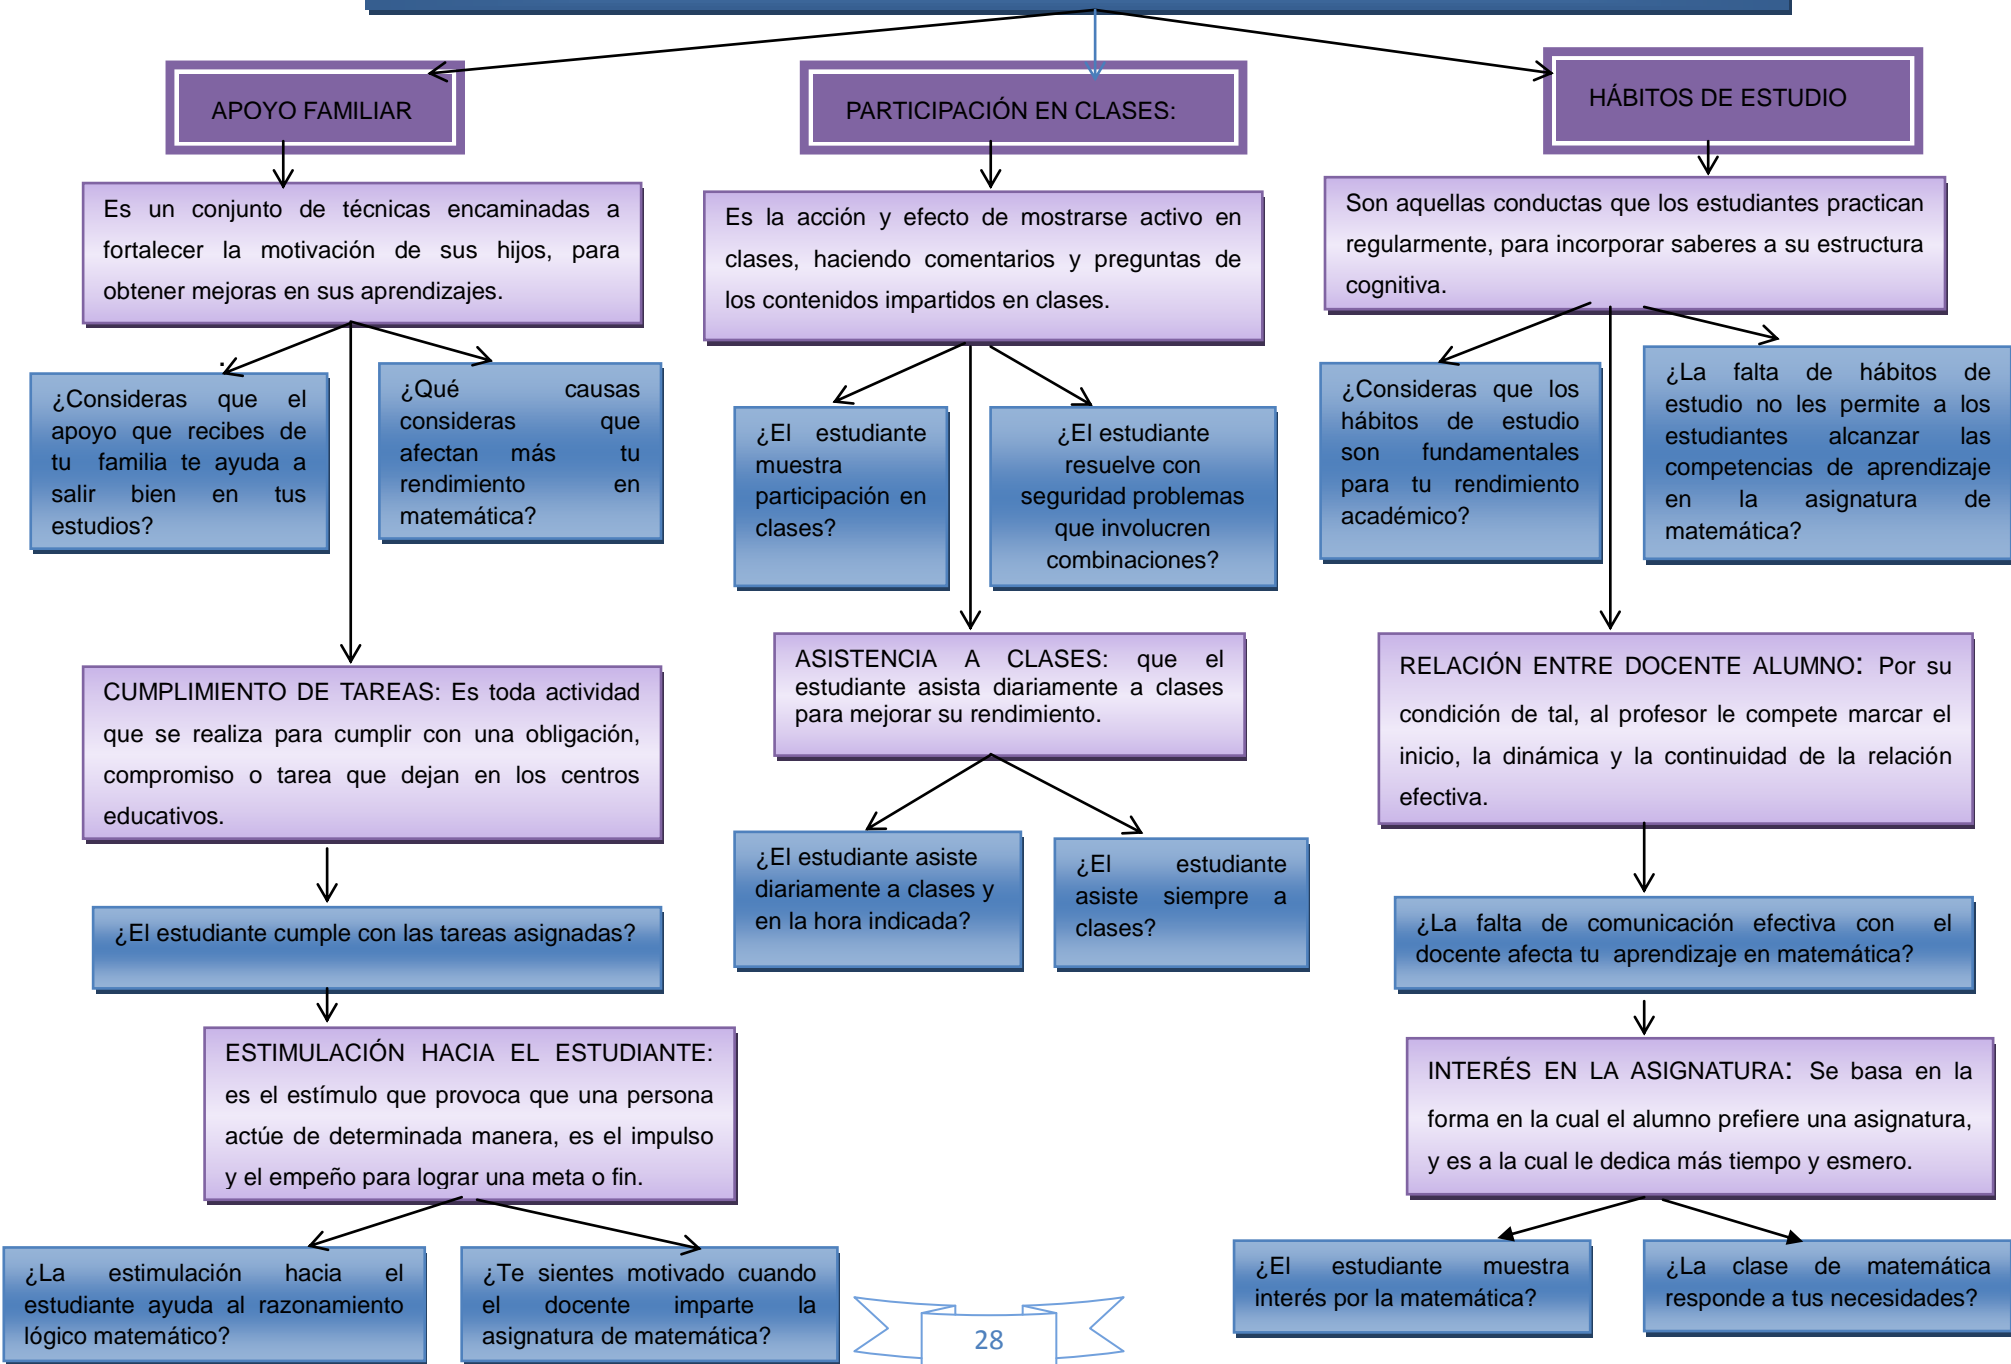 APOYO FAMILIAR
PARTICIPACIÓN EN CLASES:
HÁBITOS DE ESTUDIO
Es un conjunto de técnicas encaminadas a
fortalecer la motivación de sus hijos, para
obtener mejoras en sus aprendizajes.
Es la acción y efecto de mostrarse activo en
clases, haciendo comentarios y preguntas de
los contenidos impartidos en clases.
Son aquellas conductas que los estudiantes practican
regularmente, para incorporar saberes a su estructura
cognitiva.
.
¿Consideras que el
apoyo que recibes de
tu familia te ayuda a
salir bien en tus
estudios?
¿Qué causas
consideras que
afectan más tu
rendimiento en
matemática?
¿El estudiante
muestra
participación en
clases?
¿El estudiante
resuelve con
seguridad problemas
que involucren
combinaciones?
¿Consideras que los
hábitos de estudio
son fundamentales
para tu rendimiento
académico?
¿La falta de hábitos de
estudio no les permite a los
estudiantes alcanzar las
competencias de aprendizaje
en la asignatura de
matemática?
CUMPLIMIENTO DE TAREAS: Es toda actividad
que se realiza para cumplir con una obligación,
compromiso o tarea que dejan en los centros
educativos.
ASISTENCIA A CLASES: que el
estudiante asista diariamente a clases
para mejorar su rendimiento.
RELACIÓN ENTRE DOCENTE ALUMNO: Por su
condición de tal, al profesor le compete marcar el
inicio, la dinámica y la continuidad de la relación
efectiva.
¿El estudiante cumple con las tareas asignadas?
¿El estudiante asiste
diariamente a clases y
en la hora indicada?
¿El estudiante
asiste siempre a
clases?
¿La falta de comunicación efectiva con el
docente afecta tu aprendizaje en matemática?
ESTIMULACIÓN HACIA EL ESTUDIANTE:
es el estímulo que provoca que una persona
actúe de determinada manera, es el impulso
y el empeño para lograr una meta o fin.
INTERÉS EN LA ASIGNATURA: Se basa en la
forma en la cual el alumno prefiere una asignatura,
y es a la cual le dedica más tiempo y esmero.
¿La estimulación hacia el
estudiante ayuda al razonamiento
lógico matemático?
¿Te sientes motivado cuando
el docente imparte la
asignatura de matemática?
¿El estudiante muestra
interés por la matemática?
¿La clase de matemática
responde a tus necesidades?
28